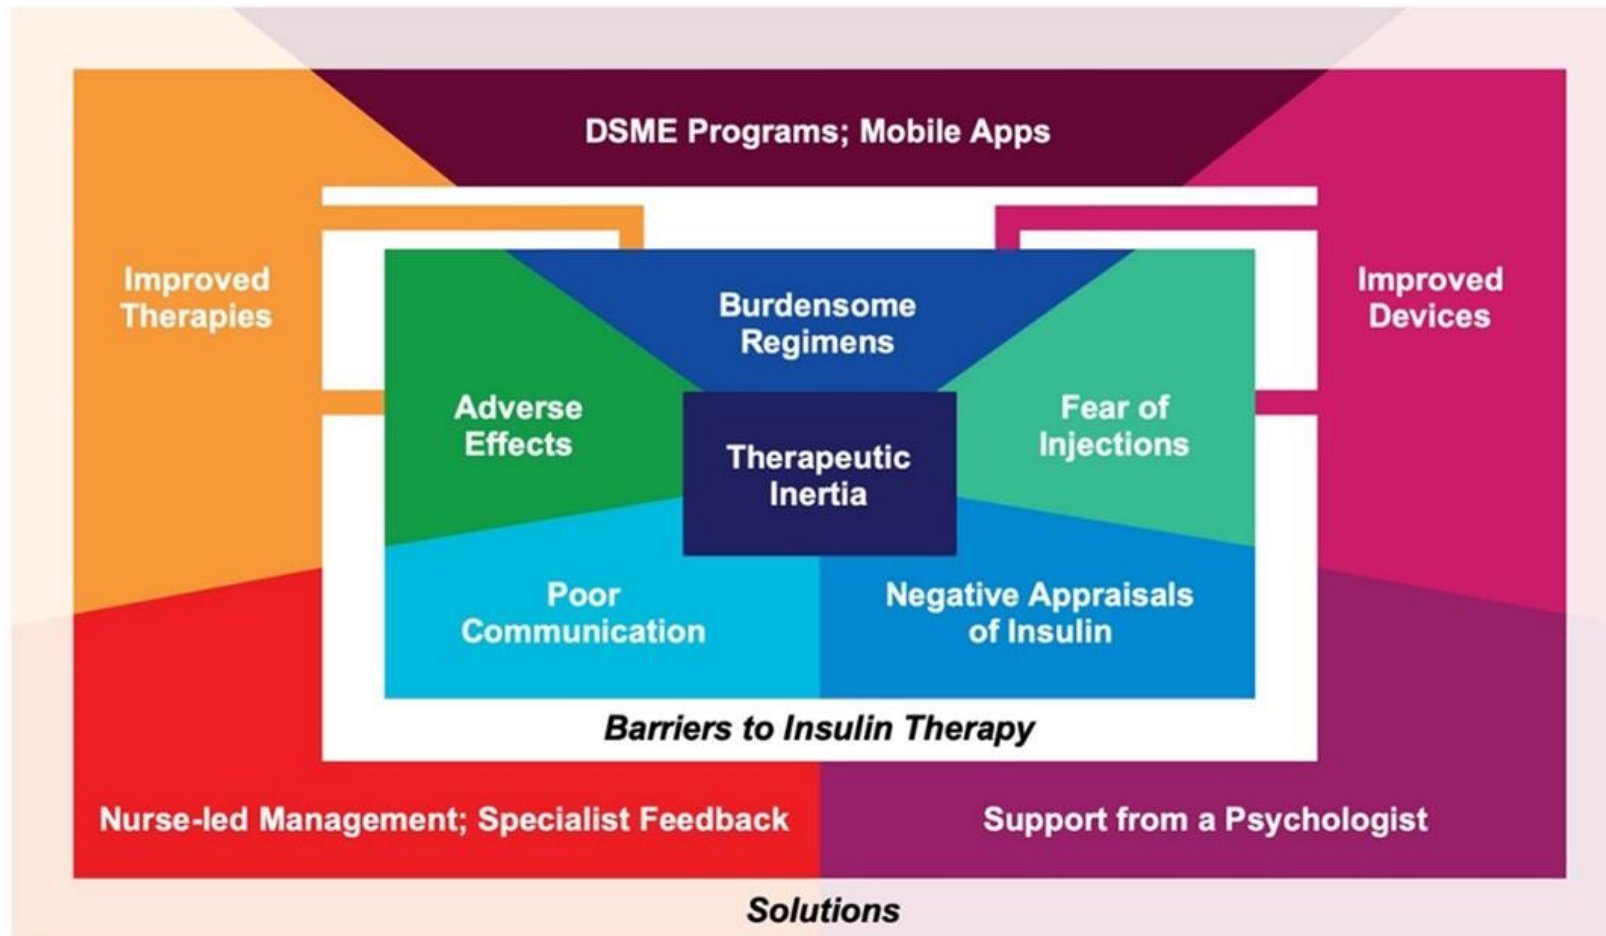 DSME Programs; Mobile Apps
Improved
Therapies
Improved
Devices
Burdensome
Regimens
Adverse
Effects
Fear of
Injections
Therapeutic
Inertia
Poor
Communication
Negative Appraisals
of Insulin
Barriers to Insulin Therapy
Nurse-led Management; Specialist Feedback
Support from a Psychologist
Solutions